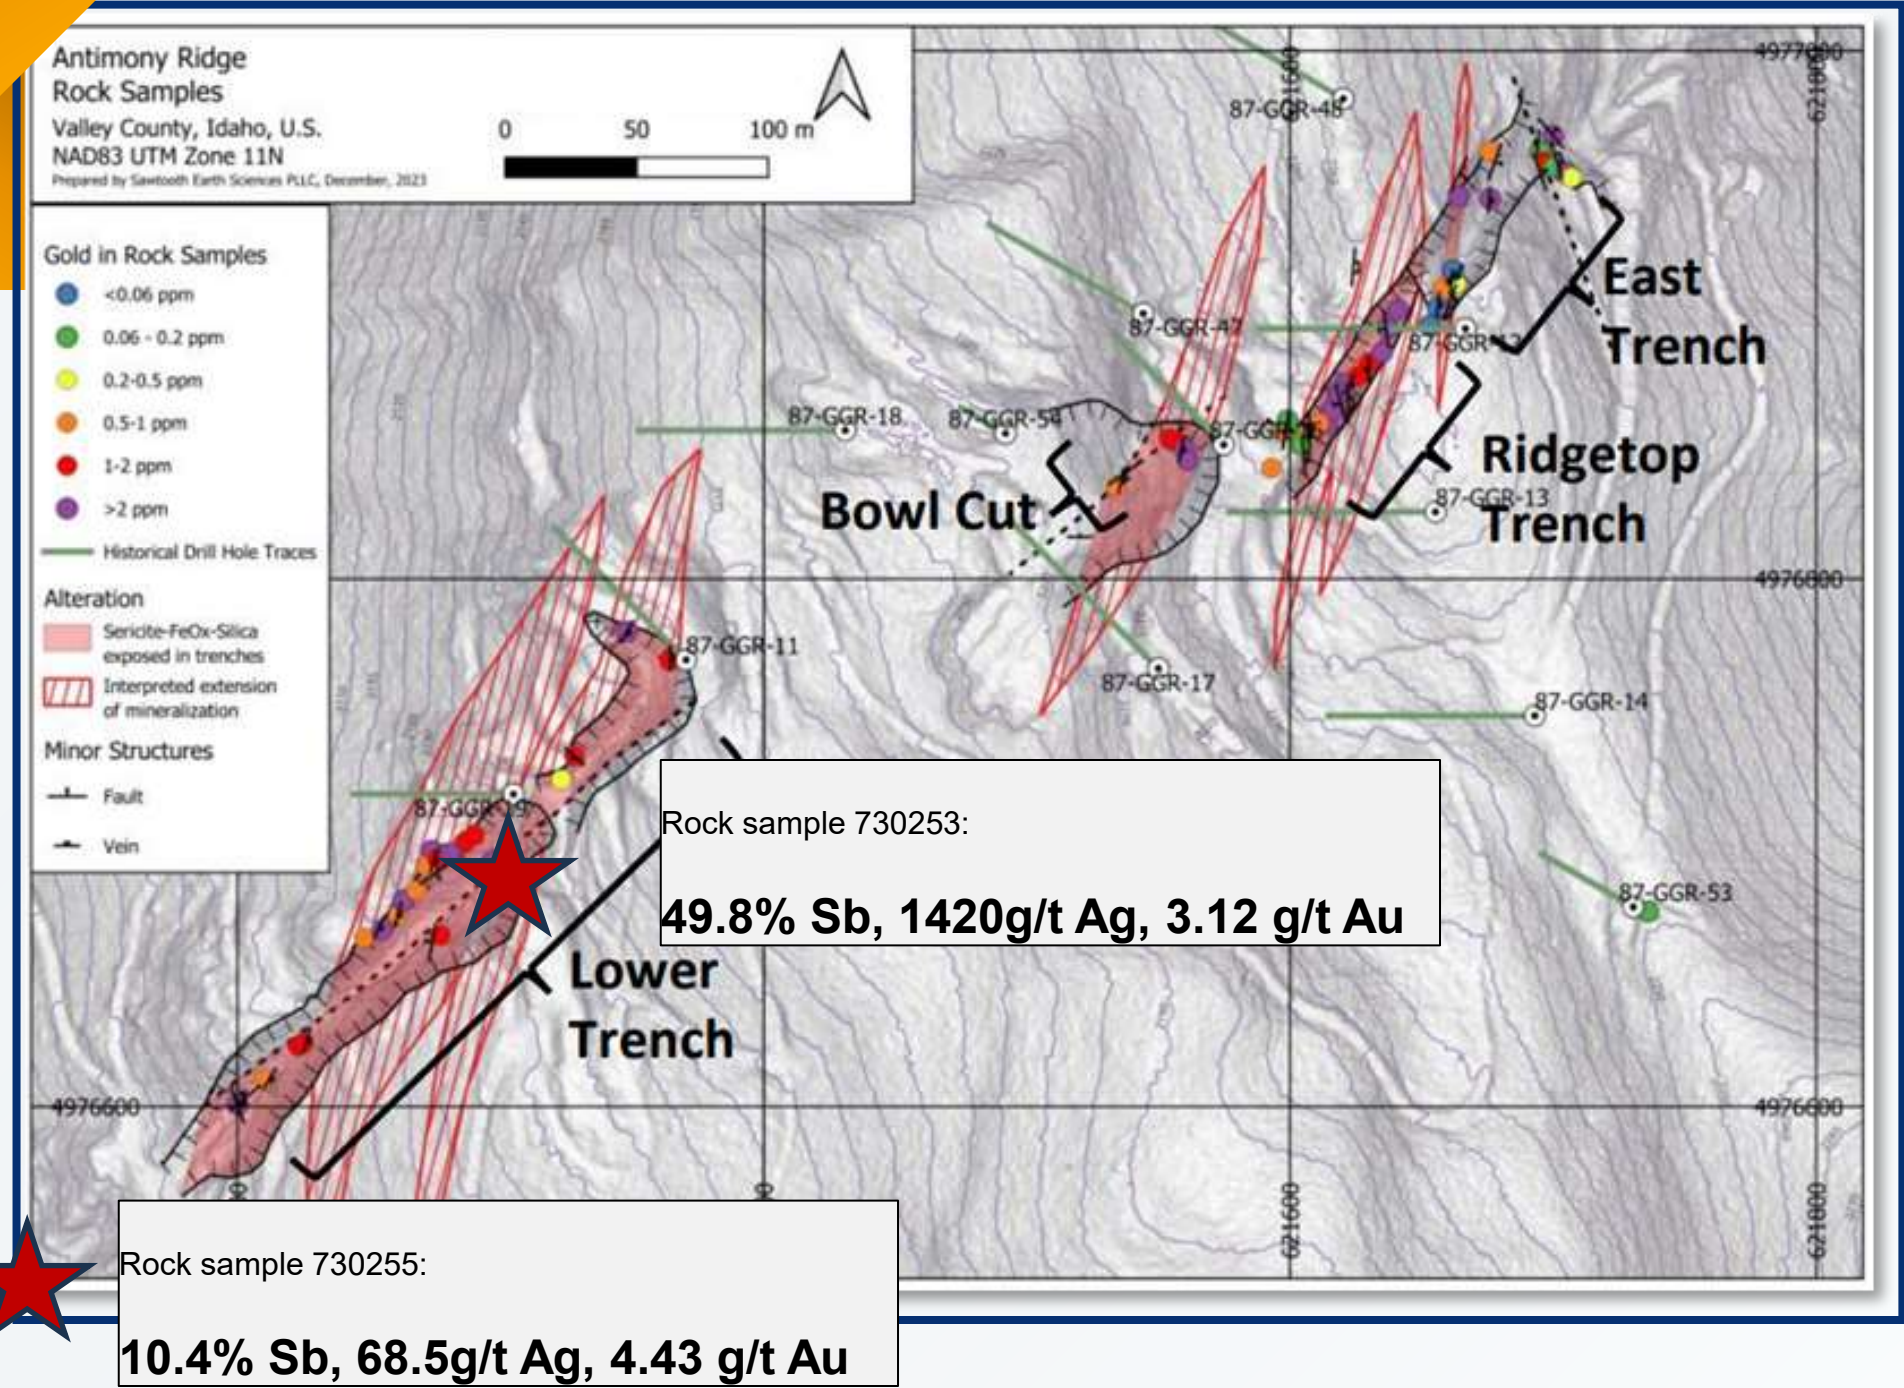 Antimony Ridge
Rock Samples
Valley County, Idaho, U.S.
NAD83 UTM Zone 11N
Prepared by Sawtooth Earth Sciences PLLC, December, 2023
0 50 100 m
Gold in Rock Samples
<0.06 ppm
0.06 - 0.2 ppm
0.2-0.5 ppm
0.5-1 ppm
1-2 ppm
>2 ppm
Historical Drill Hole Traces
Alteration
Sericite-FeOx-Silica
exposed in trenches
Interpreted extension
of mineralization
Minor Structures
Fault
Vein
621600
621800
4977000
87-GGR-48
87-GGR-47
East
Trench
87-GGR-18
87-GGR-54
Ridgetop
Trench
87-GGR-13
Bowl Cut
4976800
87-GGR-11
87-GGR-17
87-GGR-14
Rock sample 730253:
49.8% Sb, 1420g/t Ag, 3.12 g/t Au
87-GGR-53
Lower
Trench
4976600
4976600
621600
621800
Rock sample 730255:
10.4% Sb, 68.5g/t Ag, 4.43 g/t Au